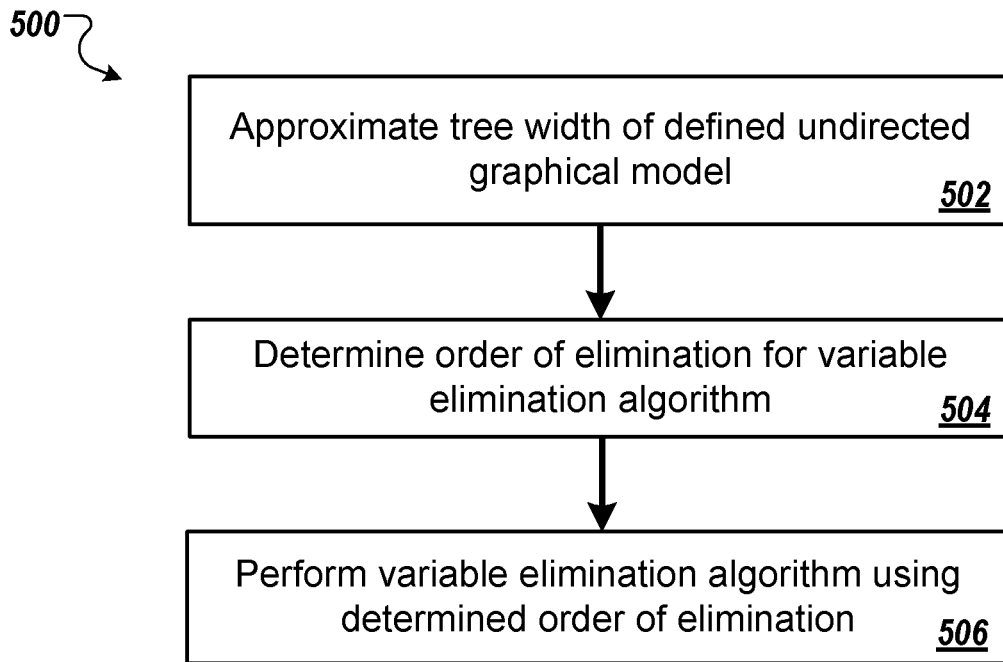 500
Approximate tree width of defined undirected
graphical model
502
Determine order of elimination for variable
elimination algorithm
504
Perform variable elimination algorithm using
determined order of elimination
506